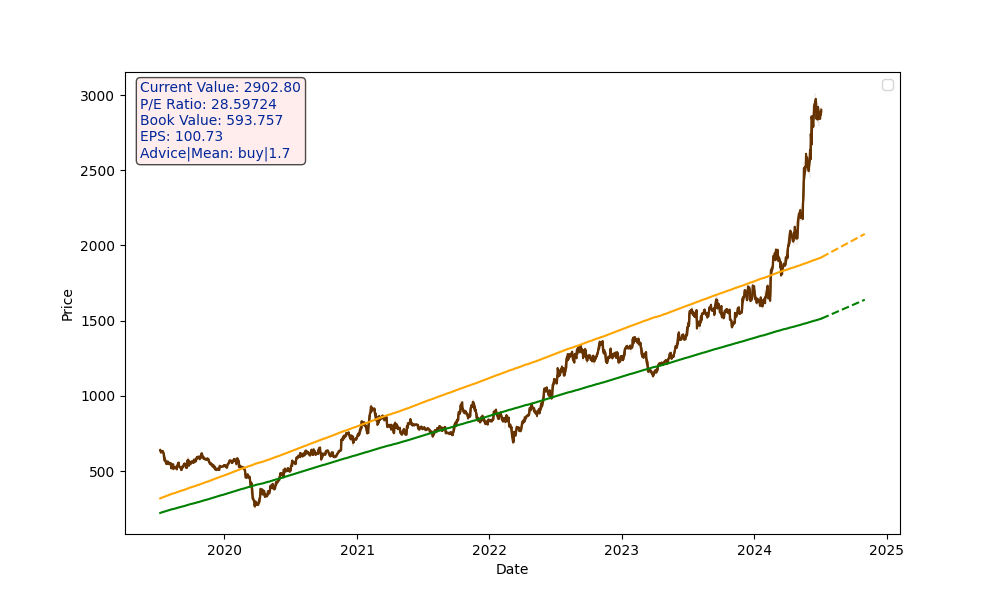 Current Value: 2902.80
P/E Ratio: 28.59724
Book Value: 593.757
EPS: 100.73
Advice|Mean: buy|1.7
3000
2500
2000
1500
1000
500
Price
2020
2021
2022
2023
2024
2025
Date